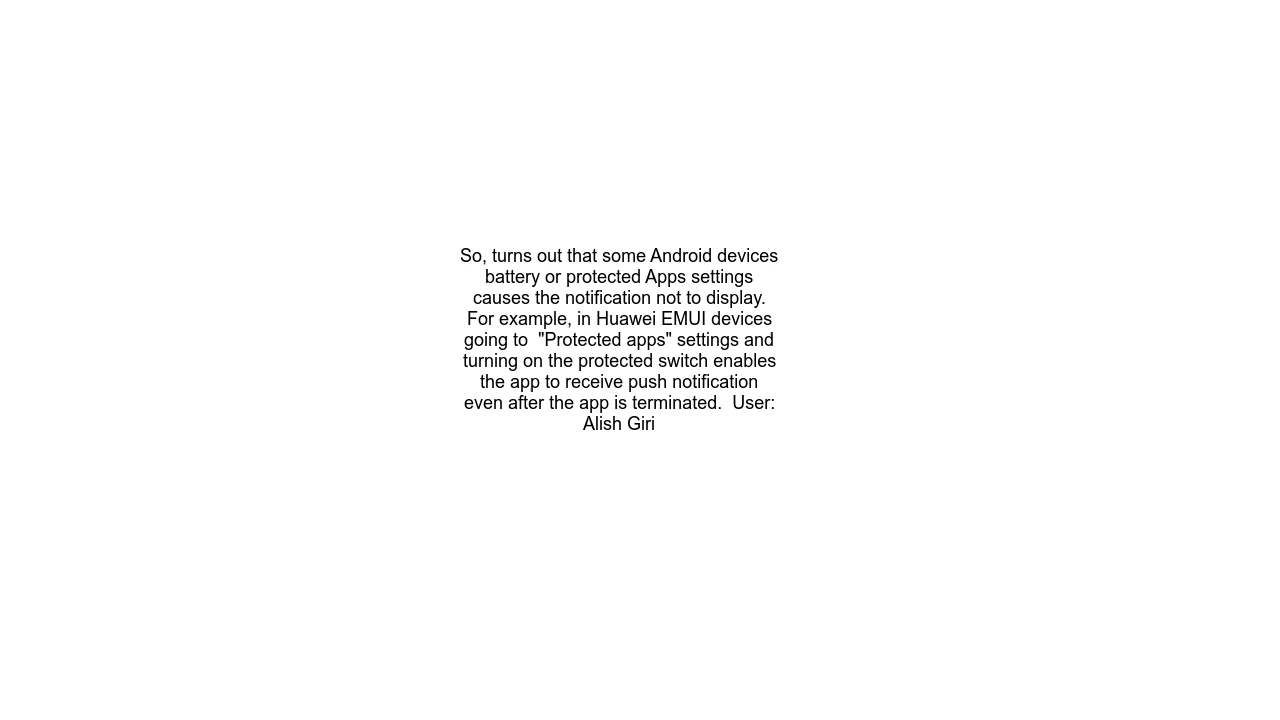 So, turns out that some Android devices
battery or protected Apps settings
causes the notification not to display.
For example, in Huawei EMUI devices
going to  "Protected apps" settings and
turning on the protected switch enables
the app to receive push notification
even after the app is terminated.  User:
Alish Giri